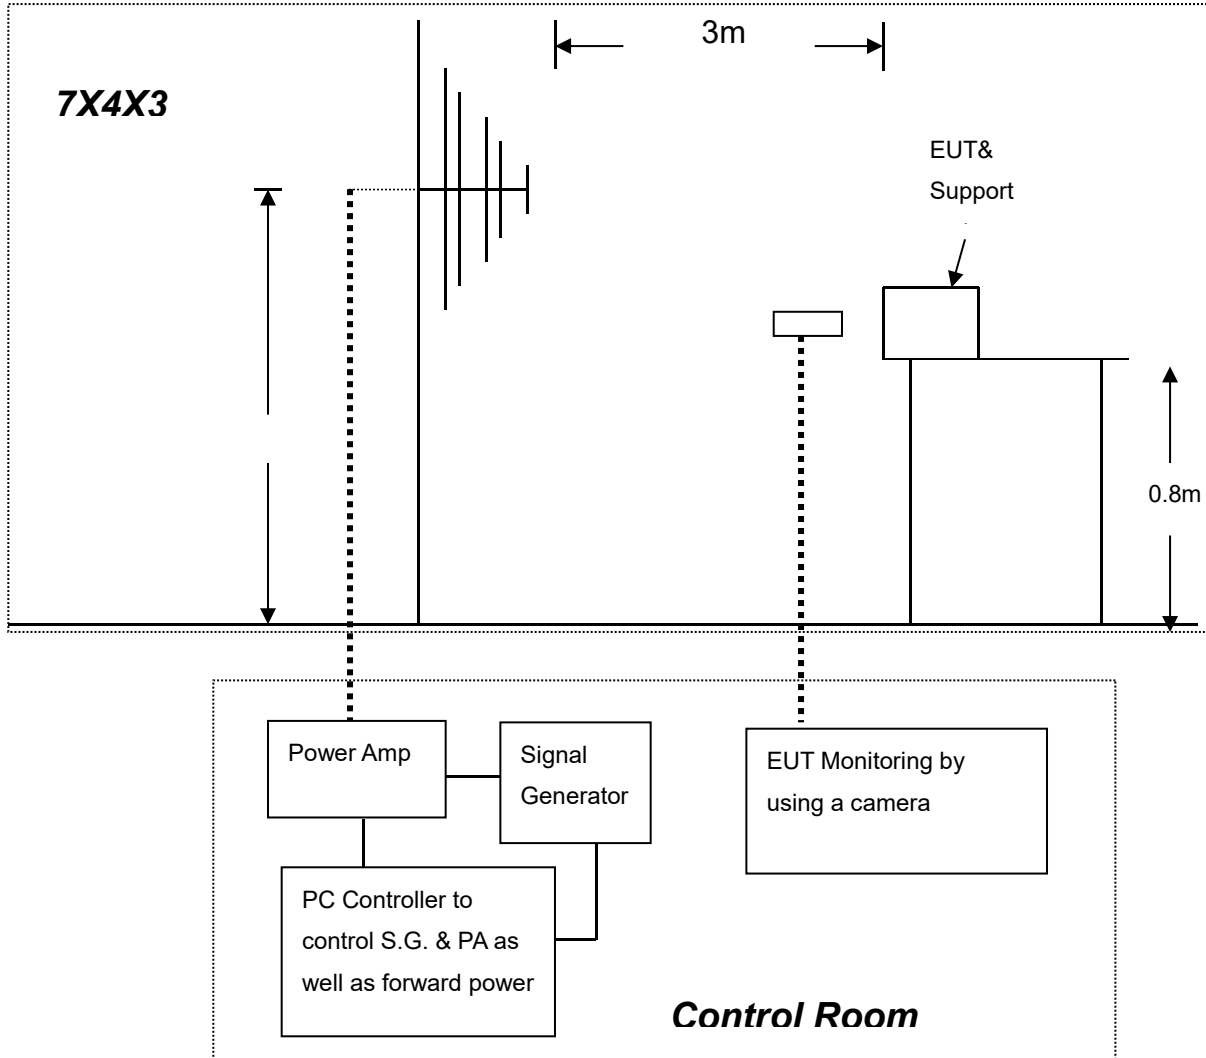 3m
7X4X3
EUT&
Support
0.8m
Power Amp
Signal
Generator
EUT Monitoring by
using a camera
PC Controller to
control S.G. & PA as
well as forward power
Control Room